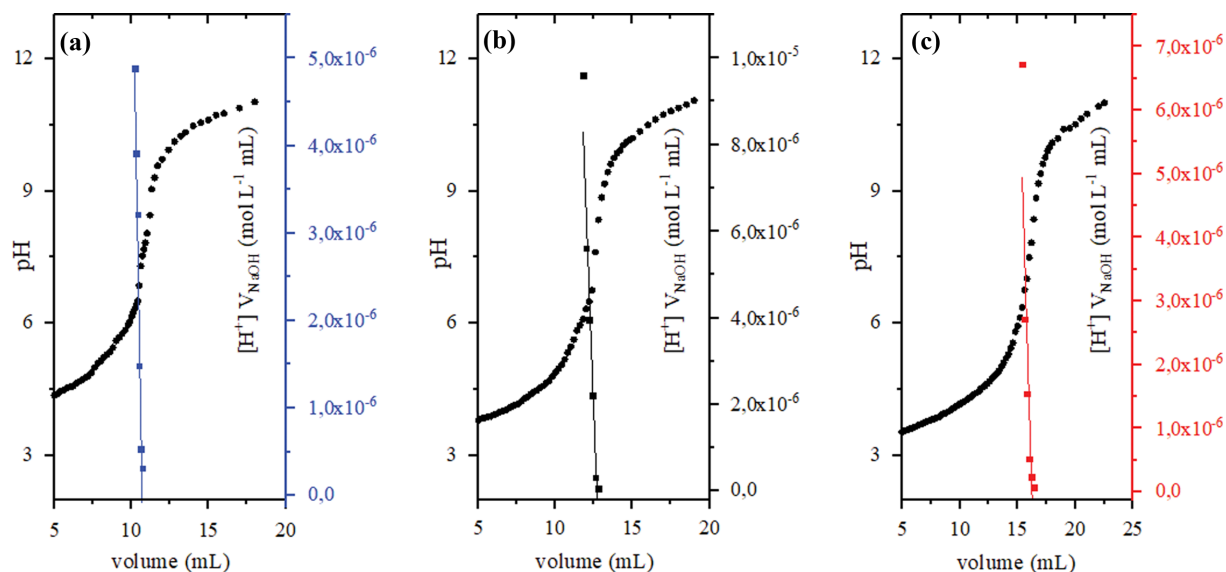 (a)
pH
12
9
6
3
5
10
15
20
volume (mL)
5,0x10⁻⁶
4,0x10⁻⁶
3,0x10⁻⁶
2,0x10⁻⁶
1,0x10⁻⁶
0,0
[H⁺] V_NaOH (mol L⁻¹ mL)
(b)
pH
12
9
6
3
5
10
15
20
volume (mL)
1,0x10⁻⁵
8,0x10⁻⁶
6,0x10⁻⁶
4,0x10⁻⁶
2,0x10⁻⁶
0,0
[H⁺] V_NaOH (mol L⁻¹ mL)
(c)
pH
12
9
6
3
5
10
15
20
25
volume (mL)
7,0x10⁻⁶
6,0x10⁻⁶
5,0x10⁻⁶
4,0x10⁻⁶
3,0x10⁻⁶
2,0x10⁻⁶
1,0x10⁻⁶
0,0
[H⁺] V_NaOH (mol L⁻¹ mL)